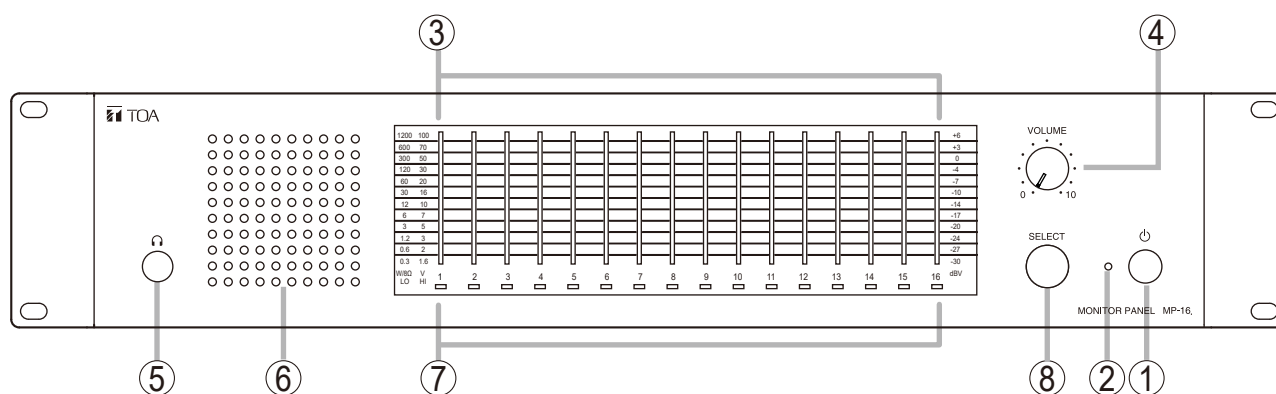 ③
④
TOA
VOLUME
0 10
1200 100 +6
600 70 +3
300 50 0
120 30 -4
60 20 -7
30 16 -10
12 10 -14
6 7 -17
3 5 -20
1.2 3 -24
0.6 2 -27
0.3 1.6 -30
W/8Ω V dBV
LO HI
1 2 3 4 5 6 7 8 9 10 11 12 13 14 15 16
SELECT
MONITOR PANEL MP-16,
⑤ ⑥ ⑦ ⑧ ② ①